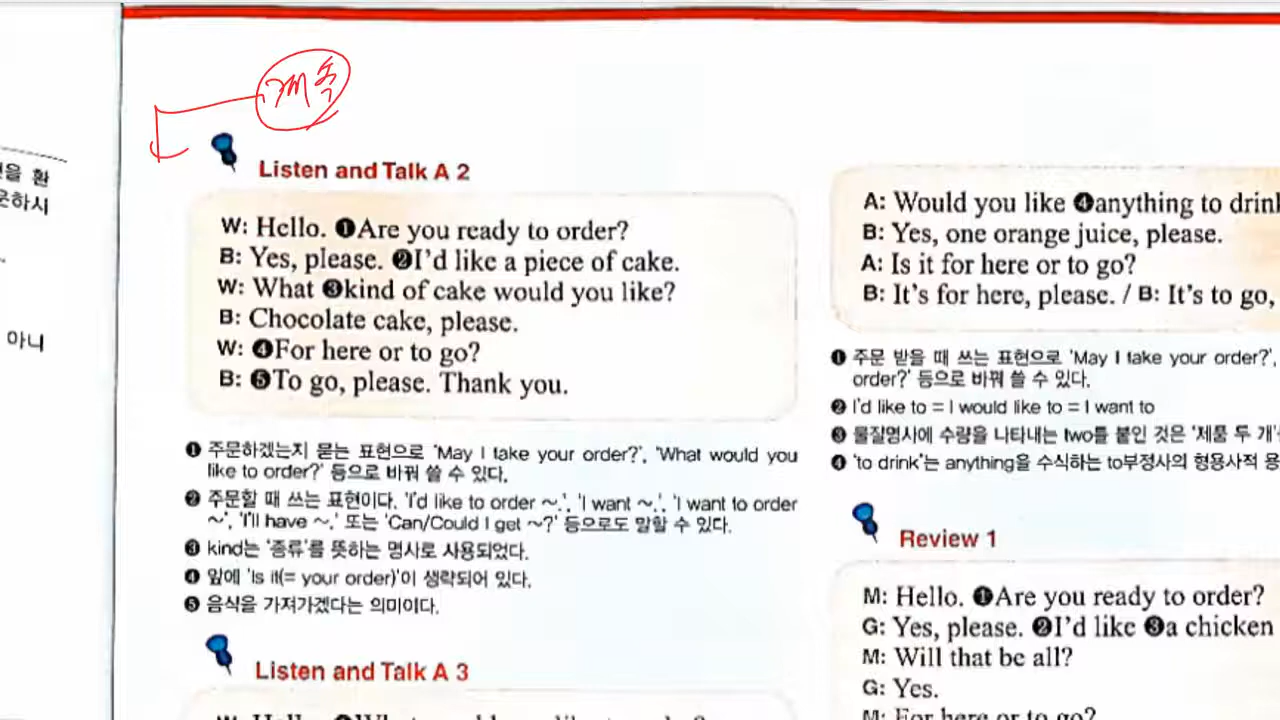 계속
전을 환
문하시
아니
Listen and Talk A 2
W: Hello. ❶Are you ready to order?
B: Yes, please. ❷I'd like a piece of cake.
W: What ❸kind of cake would you like?
B: Chocolate cake, please.
W: ❹For here or to go?
B: ❺To go, please. Thank you.
❶ 주문하겠는지 묻는 표현으로 'May I take your order?', 'What would you
like to order?' 등으로 바꿔 쓸 수 있다.
❷ 주문할 때 쓰는 표현이다. 'I'd like to order ~.', 'I want ~.', 'I want to order
~.', 'I'll have ~.' 또는 'Can/Could I get ~?' 등으로도 말할 수 있다.
❸ kind는 '종류'를 뜻하는 명사로 사용되었다.
❹ 앞에 'Is it(= your order)'이 생략되어 있다.
❺ 음식을 가져가겠다는 의미이다.
Listen and Talk A 3
A: Would you like ❹anything to drink
B: Yes, one orange juice, please.
A: Is it for here or to go?
B: It's for here, please. / B: It's to go,
❶ 주문 받을 때 쓰는 표현으로 'May I take your order?',
order?' 등으로 바꿔 쓸 수 있다.
❷ I'd like to = I would like to = I want to
❸ 물질명사에 수량을 나타내는 two를 붙인 것은 '제품 두 개'
❹ 'to drink'는 anything을 수식하는 to부정사의 형용사적 용
Review 1
M: Hello. ❶Are you ready to order?
G: Yes, please. ❷I'd like ❸a chicken
M: Will that be all?
G: Yes.
M: For here or to go?